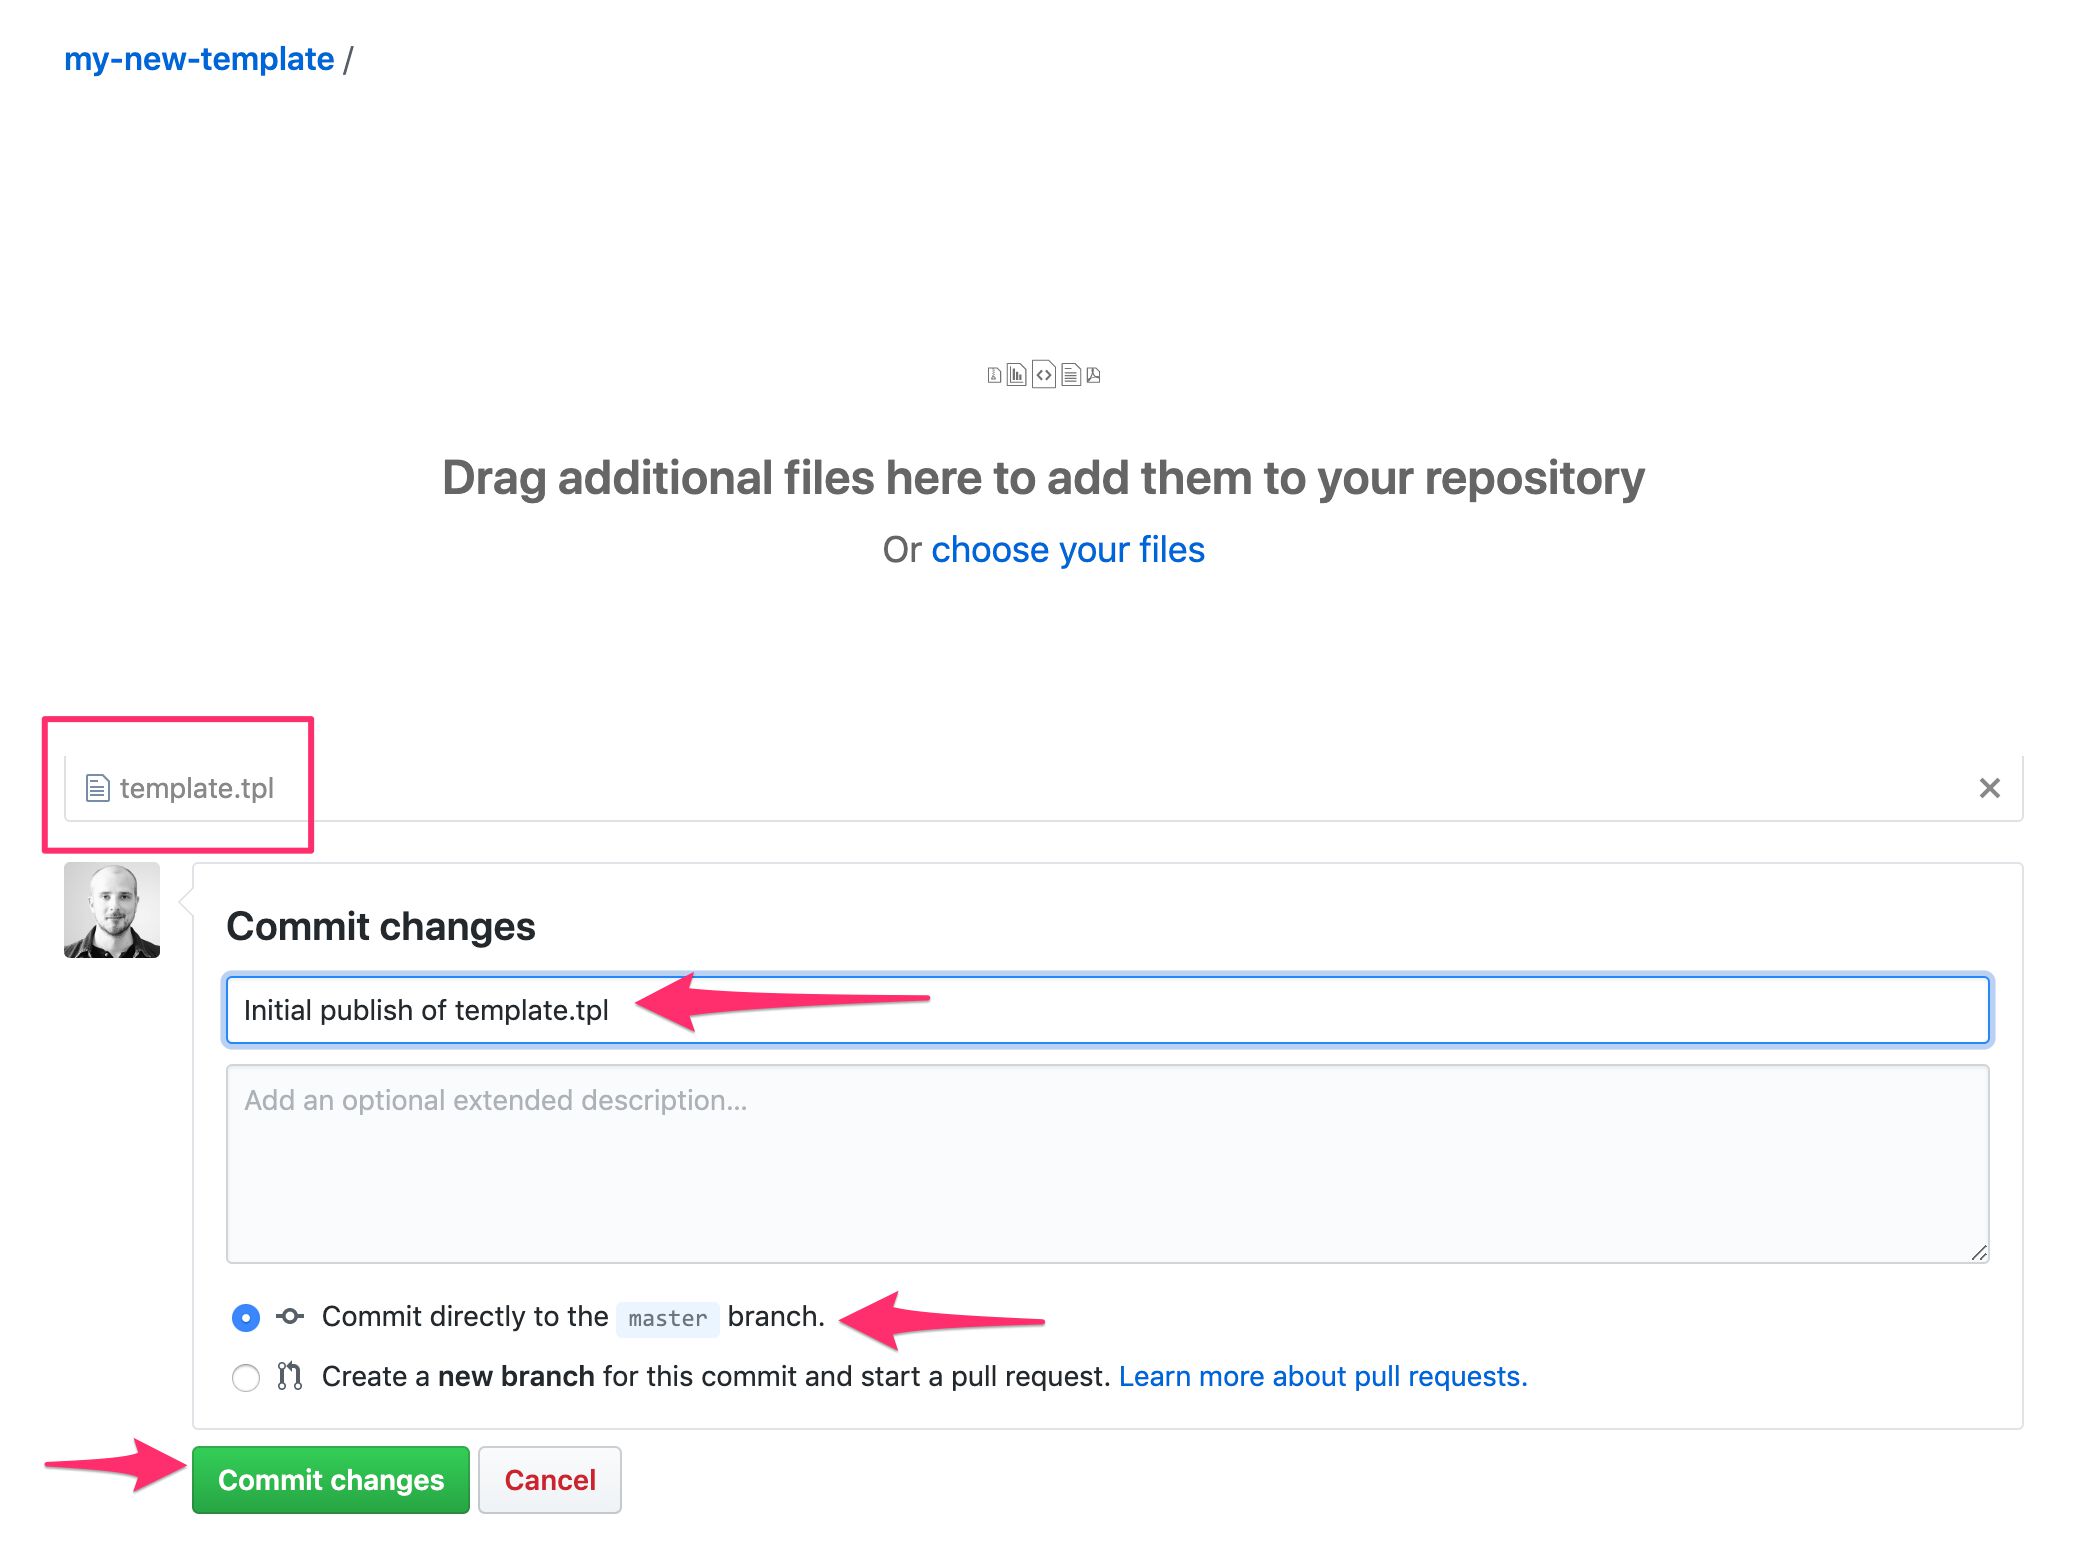 my-new-template /
Drag additional files here to add them to your repository
Or choose your files
template.tpl
Commit changes
Initial publish of template.tpl
Add an optional extended description...
Commit directly to the master branch.
Create a new branch for this commit and start a pull request. Learn more about pull requests.
Commit changes Cancel